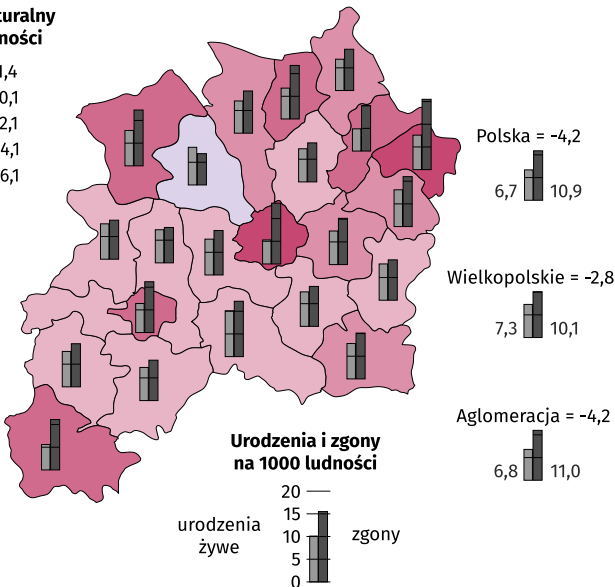 turalny
ności
1,4
0,1
2,1
4,1
6,1
Polska = -4,2
6,7 10,9
Wielkopolskie = -2,8
7,3 10,1
Aglomeracja = -4,2
6,8 11,0
Urodzenia i zgony
na 1000 ludności
20
15
10
5
0
urodzenia
żywe
zgony